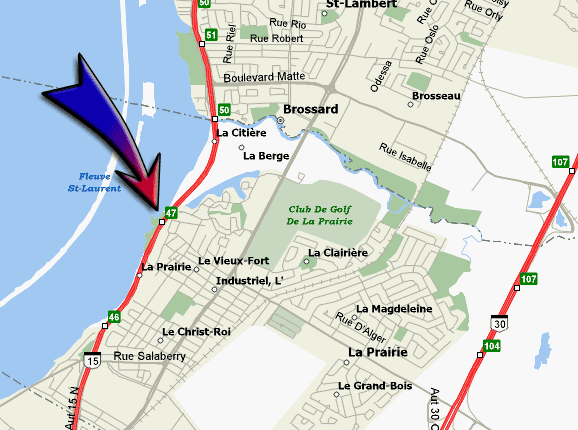 50
St-Lambert
oisy
Rue Orly
Rue Rio
Rue C
51
Rue Riel
Rue Robert
Rue Oslo
Boulevard Matte
Odessa
Brosseau
50
Brossard
La Citière
La Berge
Rue Isabelle
107
Fleuve
St-Laurent
47
Club De Golf
De La Prairie
La Prairie
Le Vieux-Fort
La Clairière
Industriel, L'
107
46
La Magdeleine
30
Le Christ-Roi
Rue D'Alger
104
15
Rue Salaberry
La Prairie
Le Grand-Bois
Aut 15 N
Aut 30 O